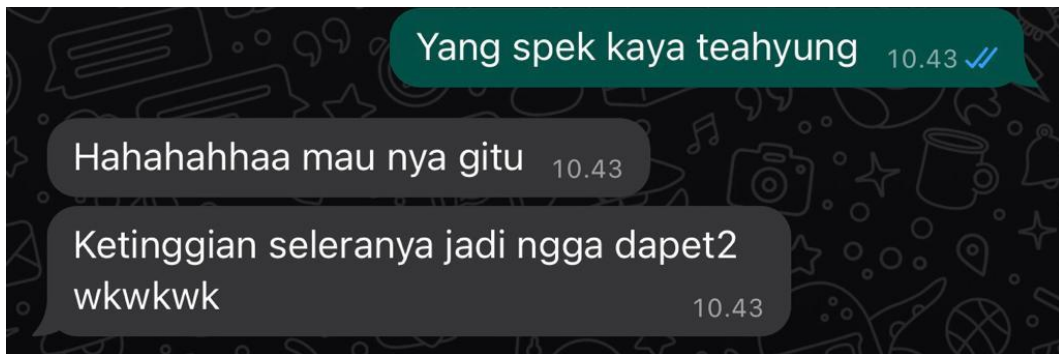 Yang spek kaya teahyung 10.43
Hahahahhaa mau nya gitu 10.43
Ketinggian seleranya jadi ngga dapet2
wkwkwk 10.43